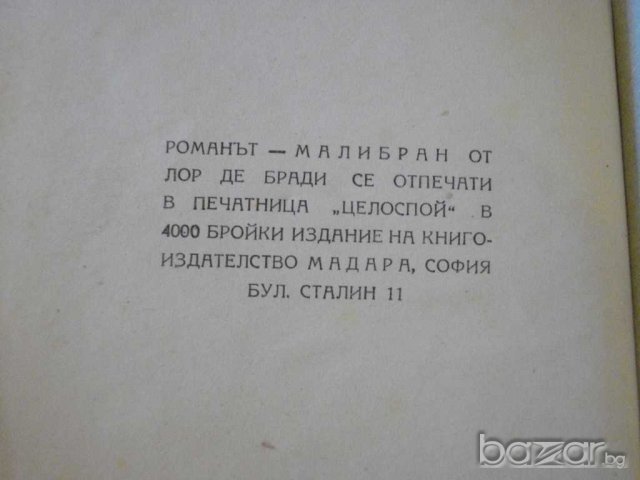 РОМАНЪТ — МАЛИБРАН ОТ
ЛОР ДЕ БРАДИ СЕ ОТПЕЧАТИ
В ПЕЧАТНИЦА „ЦЕЛОСПОЙ“ В
4000 БРОЙКИ ИЗДАНИЕ НА КНИГО-
ИЗДАТЕЛСТВО МАДАРА, СОФИЯ
БУЛ. СТАЛИН 11
bazar.bg